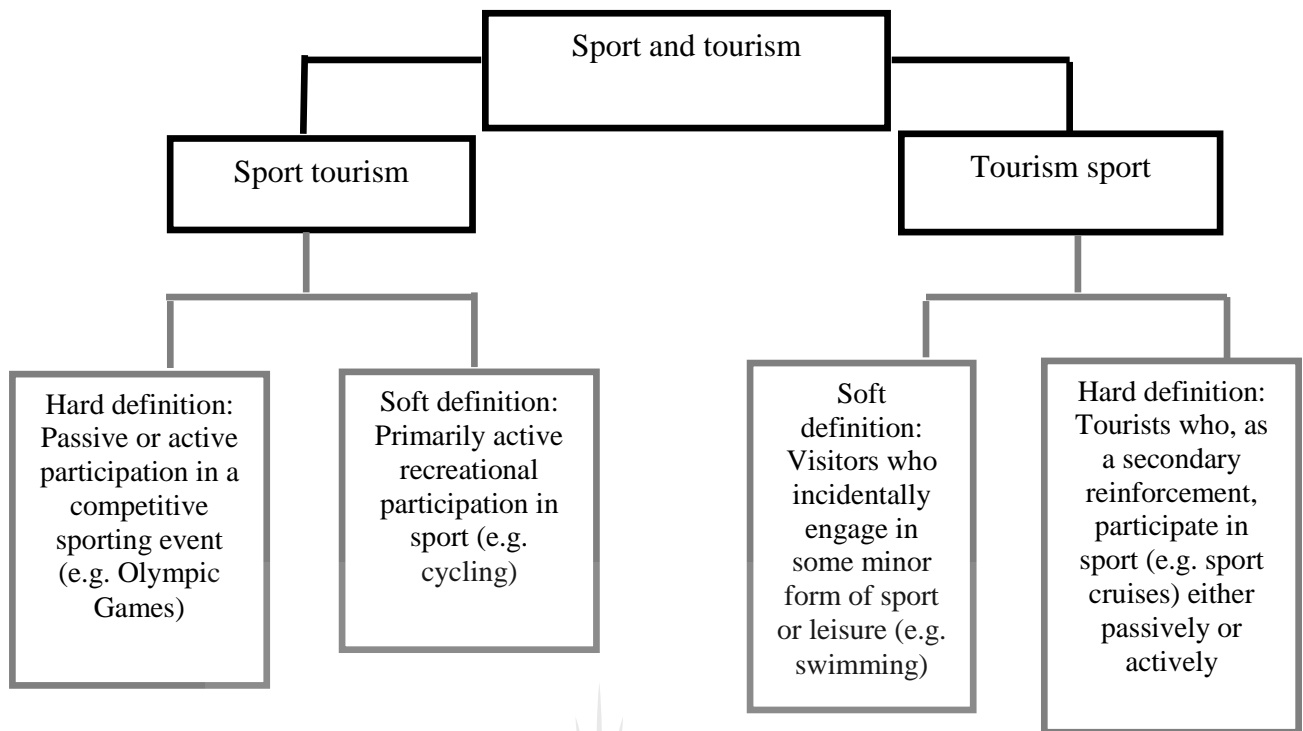 Sport and tourism
Sport tourism
Tourism sport
Hard definition:
Passive or active
participation in a
competitive
sporting event
(e.g. Olympic
Games)
Soft definition:
Primarily active
recreational
participation in
sport (e.g.
cycling)
Soft
definition:
Visitors who
incidentally
engage in
some minor
form of sport
or leisure (e.g.
swimming)
Hard definition:
Tourists who, as
a secondary
reinforcement,
participate in
sport (e.g. sport
cruises) either
passively or
actively